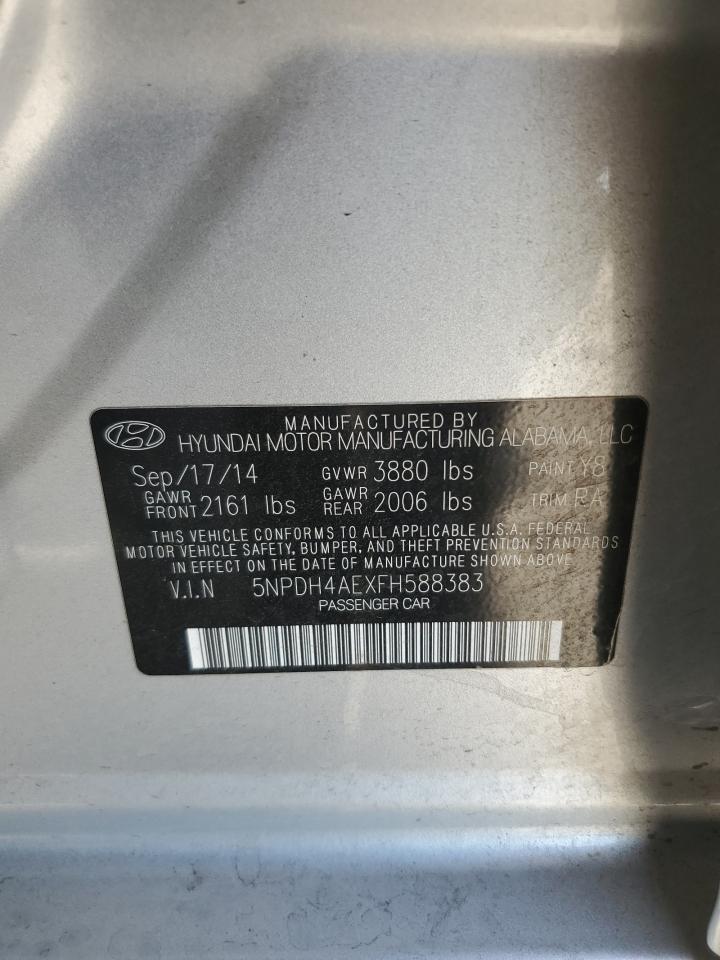 MANUFACTURED BY
HYUNDAI MOTOR MANUFACTURING ALABAMA, LLC
Sep/17/14 GVWR 3880 lbs PAINT Y8
GAWR FRONT 2161 lbs GAWR REAR 2006 lbs TRIM RA
THIS VEHICLE CONFORMS TO ALL APPLICABLE U.S.A. FEDERAL
MOTOR VEHICLE SAFETY, BUMPER, AND THEFT PREVENTION STANDARDS
IN EFFECT ON THE DATE OF MANUFACTURE SHOWN ABOVE
V.I.N 5NPDH4AEXFH588383
PASSENGER CAR